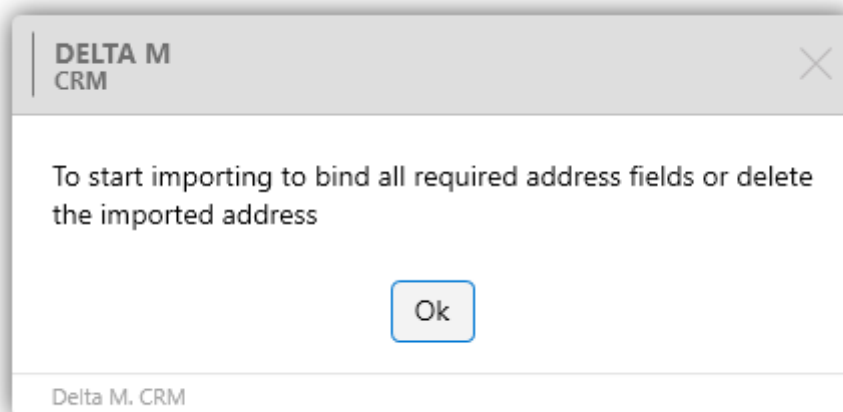 DELTA M
CRM
To start importing to bind all required address fields or delete
the imported address
Ok
Delta M. CRM